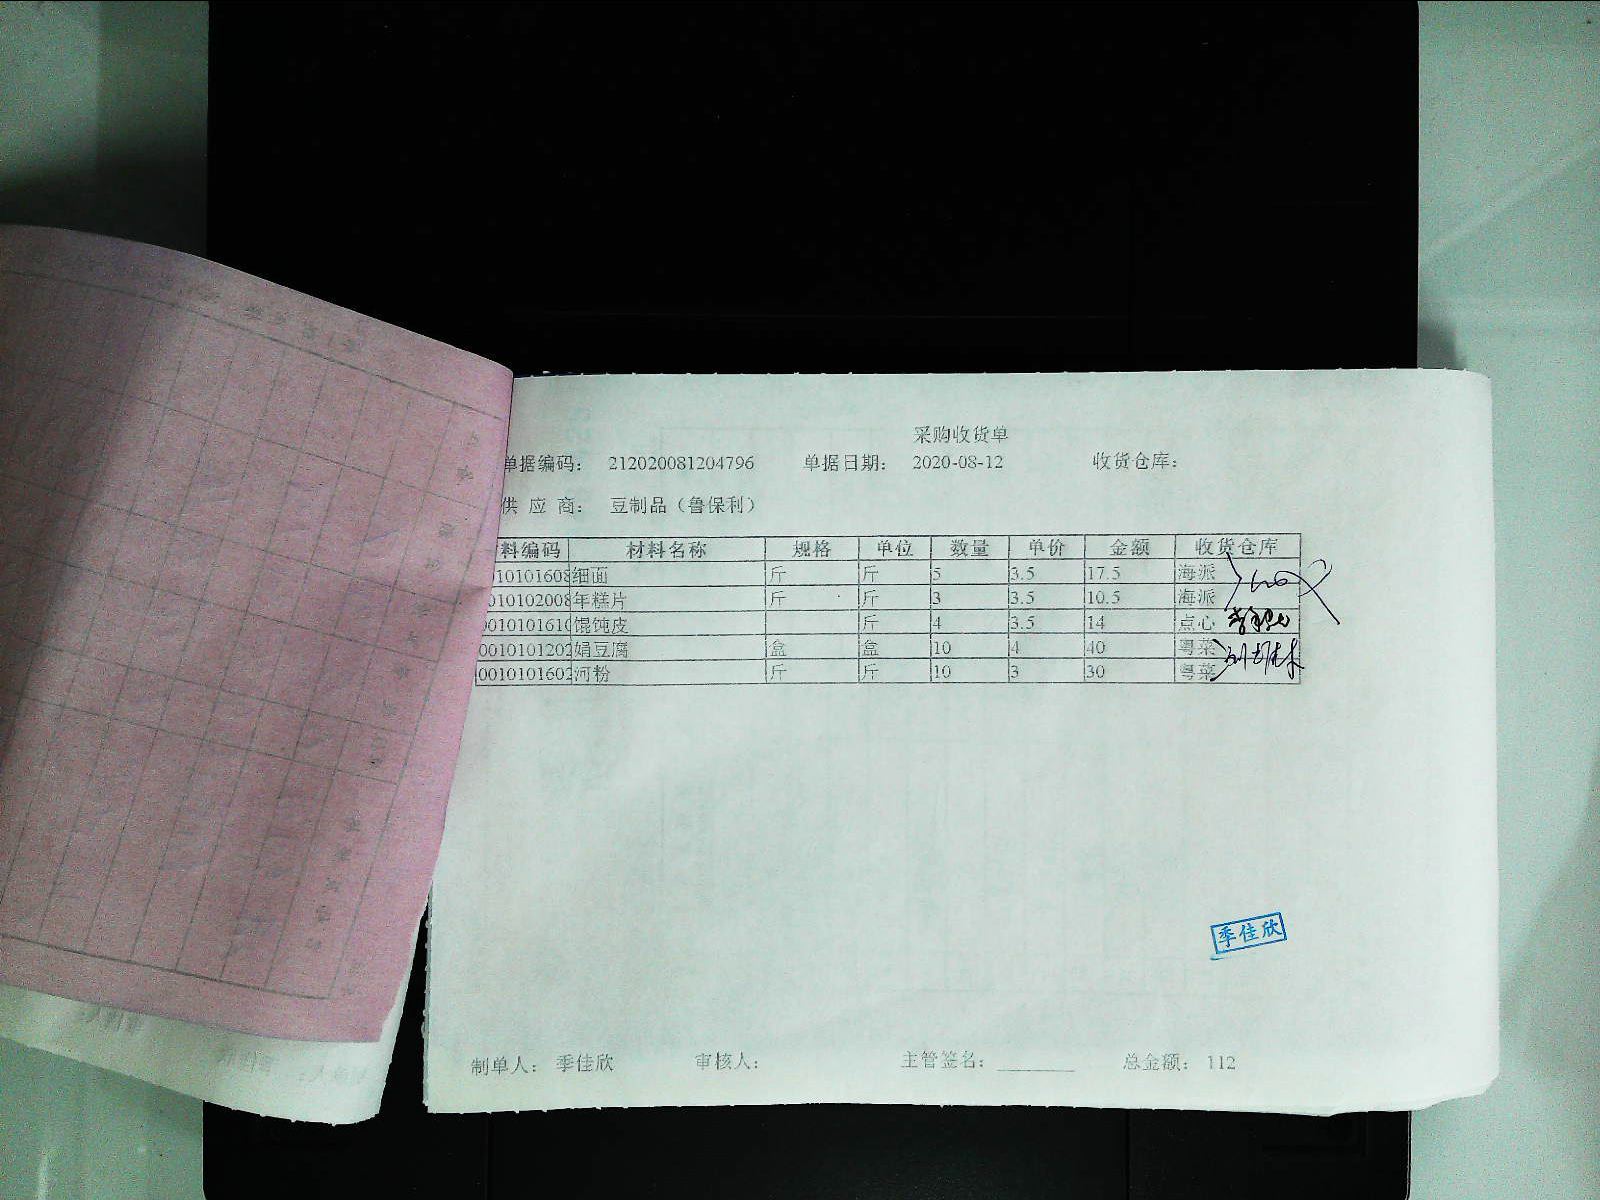 采购收货单
单据编码： 212020081204796 单据日期： 2020-08-12 收货仓库：
供 应 商： 豆制品（鲁保利）
料编码 材料名称 规格 单位 数量 单价 金额 收货仓库
010101608 细面 斤 斤 5 3.5 17.5 海派
010102008 年糕片 斤 斤 3 3.5 10.5 海派
001010161 馄饨皮 斤 4 3.5 14 点心
001010120 绢豆腐 盒 盒 10 4 40 粤菜
001010160 河粉 斤 斤 10 3 30 粤菜
季佳欣
制单人： 季佳欣 审核人： 主管签名： 总金额： 112